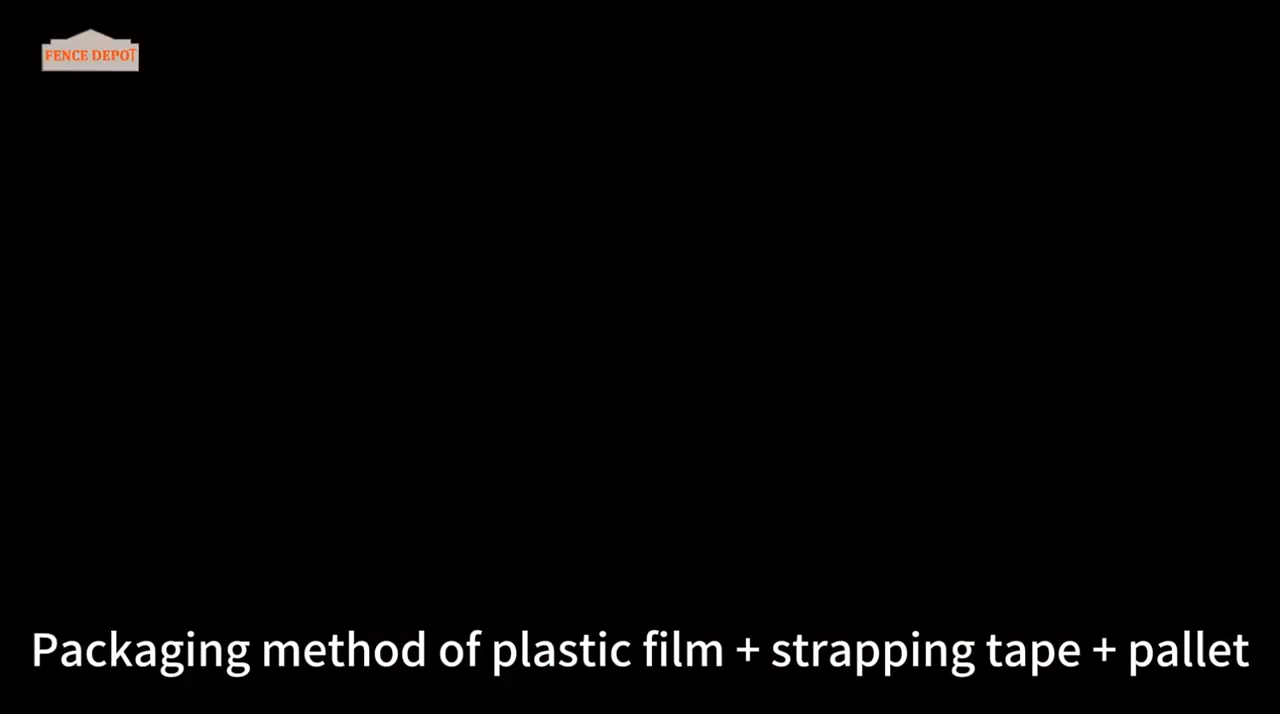 FENCE DEPOT
Packaging method of plastic film + strapping tape + pallet